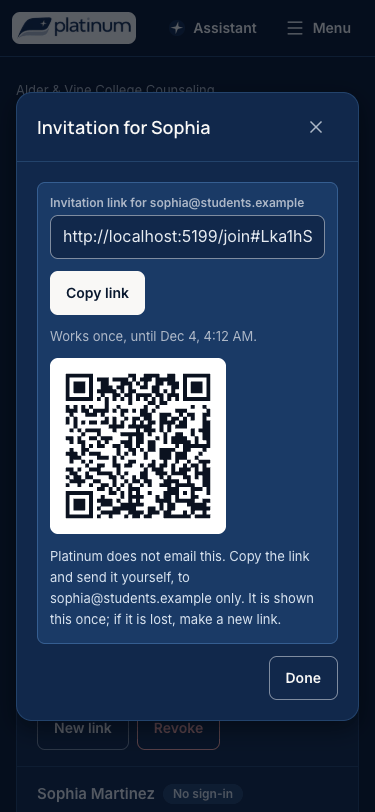 platinum
Assistant
Menu
Alder & Vine College Counseling
Invitation for Sophia
Invitation link for sophia@students.example
http://localhost:5199/join#Lka1hS
Copy link
Works once, until Dec 4, 4:12 AM.
Platinum does not email this. Copy the link
and send it yourself, to
sophia@students.example only. It is shown
this once; if it is lost, make a new link.
Done
New link
Revoke
Sophia Martinez
No sign-in